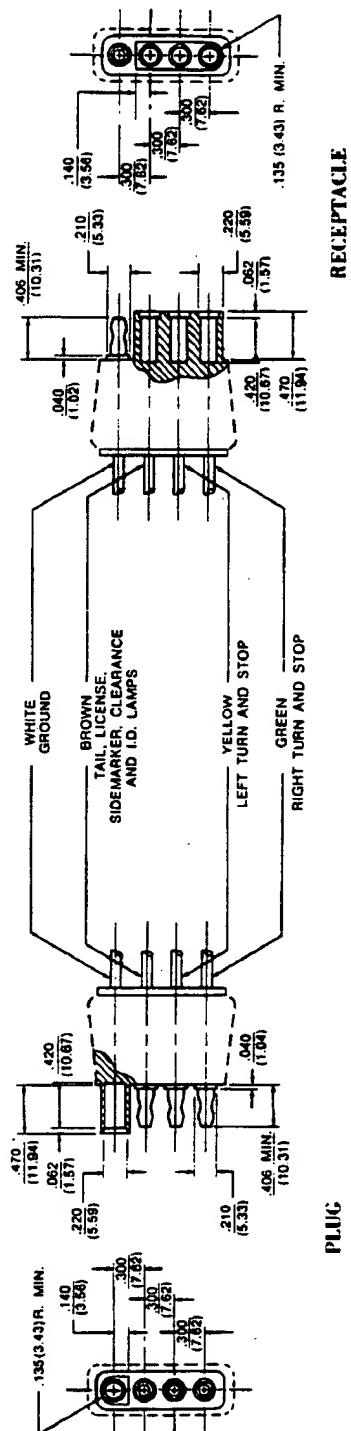 .135 (3.43) R. MIN.
.140
(3.56)
.300
(7.62)
.300
(7.62)
.300
(7.62)
.470
(11.94)
.062
(1.57)
.420
(10.67)
.220
(5.59)
.210
(5.33)
.040
(1.04)
.406 MIN.
(10.31)
PLUG
WHITE
GROUND
BROWN
TAIL, LICENSE,
SIDEMARKER, CLEARANCE
AND I.D. LAMPS
YELLOW
LEFT TURN AND STOP
GREEN
RIGHT TURN AND STOP
.406 MIN.
(10.31)
.040
(1.02)
.210
(5.33)
.220
(5.59)
.062
(1.57)
.420
(10.67)
.470
(11.94)
.140
(3.56)
.300
(7.62)
.300
(7.62)
.300
(7.62)
.135 (3.43) R. MIN.
RECEPTACLE